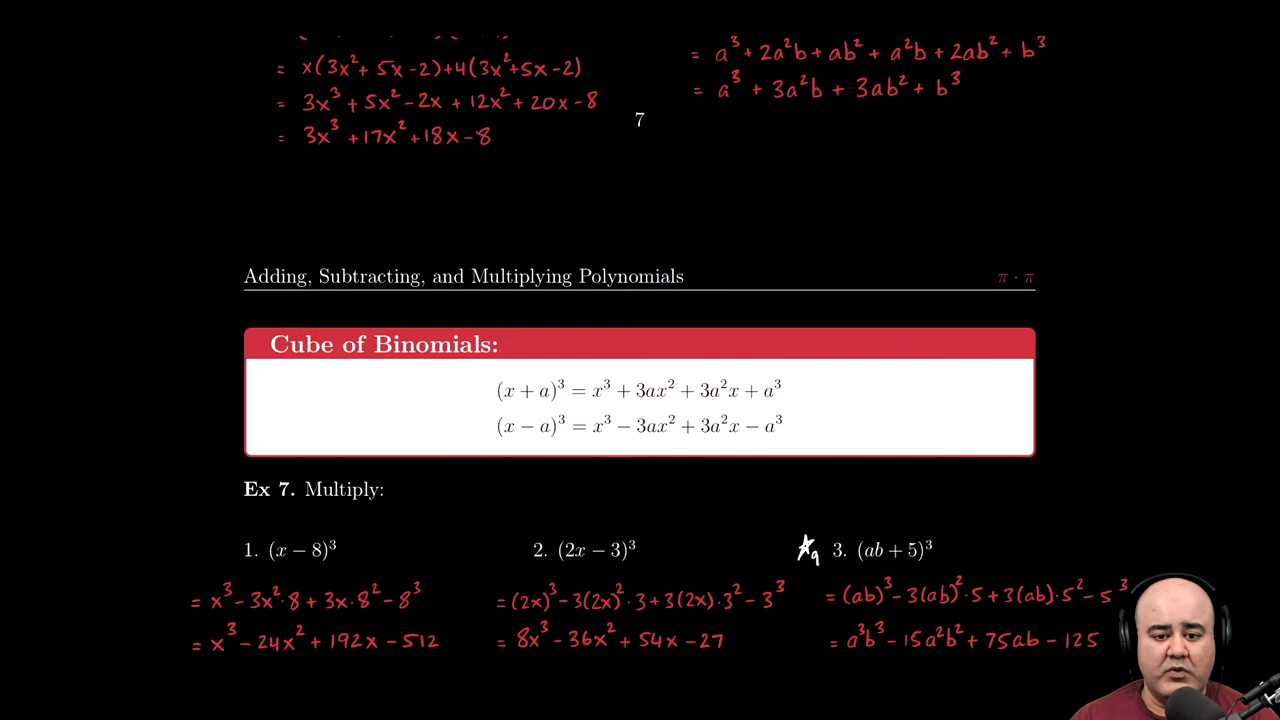 = x(3x²+5x-2)+4(3x²+5x-2)
= 3x³+5x²-2x+12x²+20x-8
= 3x³+17x²+18x-8
= a³+2a²b+ab²+a²b+2ab²+b³
= a³+3a²b+3ab²+b³
7
Adding, Subtracting, and Multiplying Polynomials π · π
Cube of Binomials:
(x + a)³ = x³ + 3ax² + 3a²x + a³
(x − a)³ = x³ − 3ax² + 3a²x − a³
Ex 7. Multiply:
1. (x − 8)³
= x³-3x²·8+3x·8²-8³
= x³-24x²+192x-512
2. (2x − 3)³
= (2x)³-3(2x)²·3+3(2x)·3²-3³
= 8x³-36x²+54x-27
3. (ab + 5)³
= (ab)³-3(ab)²·5+3(ab)·5²-5³
= a³b³-15a²b²+75ab-125